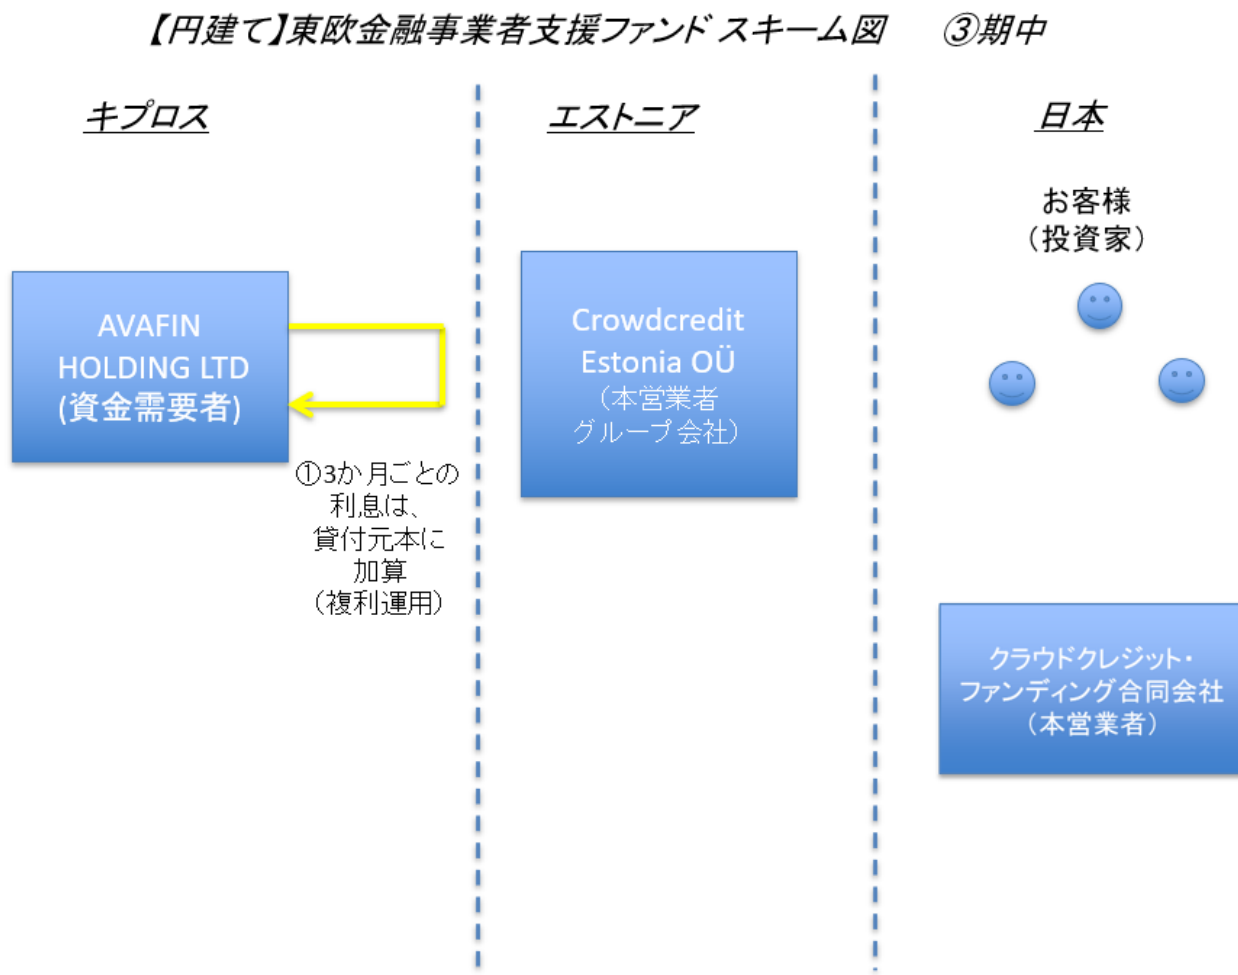 【円建て】東欧金融事業者支援ファンド スキーム図 ③期中
キプロス
エストニア
日本
お客様
（投資家）
AVAFIN
HOLDING LTD
(資金需要者)
Crowdcredit
Estonia OÜ
（本営業者
グループ会社）
①3か月ごとの
利息は、
貸付元本に
加算
（複利運用）
クラウドクレジット・
ファンディング合同会社
（本営業者）